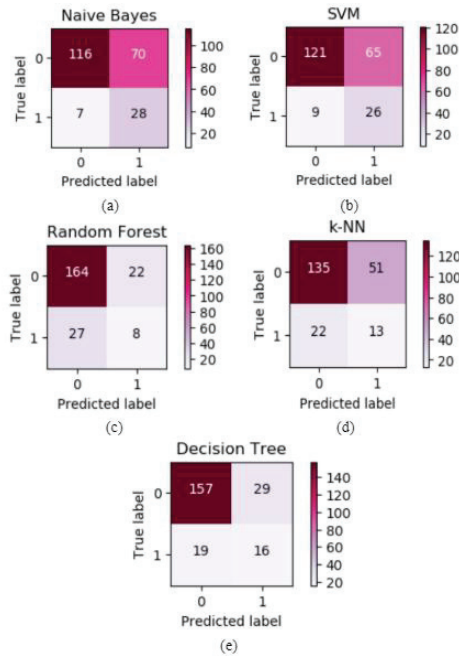 Naive Bayes
True label
0
1
116 70
7 28
0 1
Predicted label
100
80
60
40
20
(a)
SVM
True label
0
1
121 65
9 26
0 1
Predicted label
120
100
80
60
40
20
(b)
Random Forest
True label
0
1
164 22
27 8
0 1
Predicted label
160
140
120
100
80
60
40
20
(c)
k-NN
True label
0
1
135 51
22 13
0 1
Predicted label
120
100
80
60
40
20
(d)
Decision Tree
True label
0
1
157 29
19 16
0 1
Predicted label
140
120
100
80
60
40
20
(e)